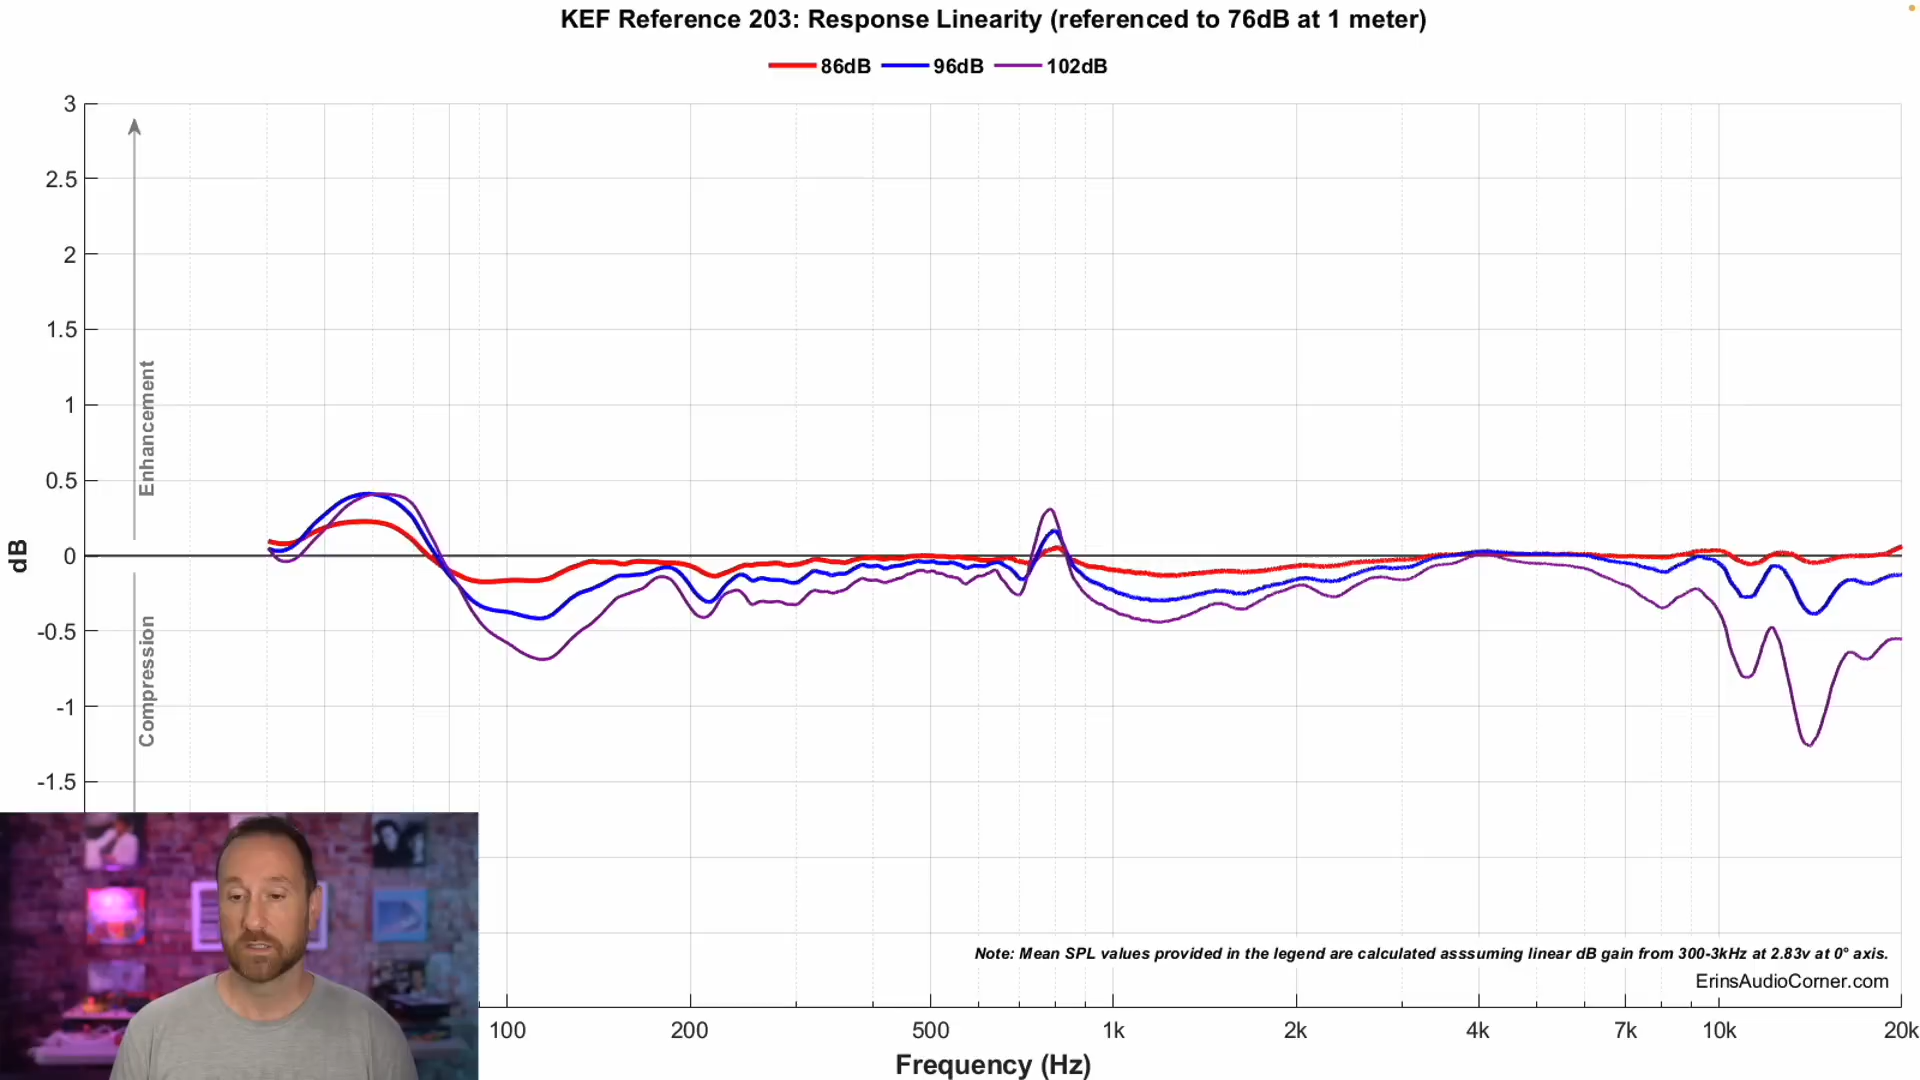 KEF Reference 203: Response Linearity (referenced to 76dB at 1 meter)
86dB 96dB 102dB
3
2.5
2
1.5
1
0.5
0
-0.5
-1
-1.5
dB
Enhancement
Compression
Note: Mean SPL values provided in the legend are calculated asssuming linear dB gain from 300-3kHz at 2.83v at 0° axis.
ErinsAudioCorner.com
100 200 500 1k 2k 4k 7k 10k 20k
Frequency (Hz)